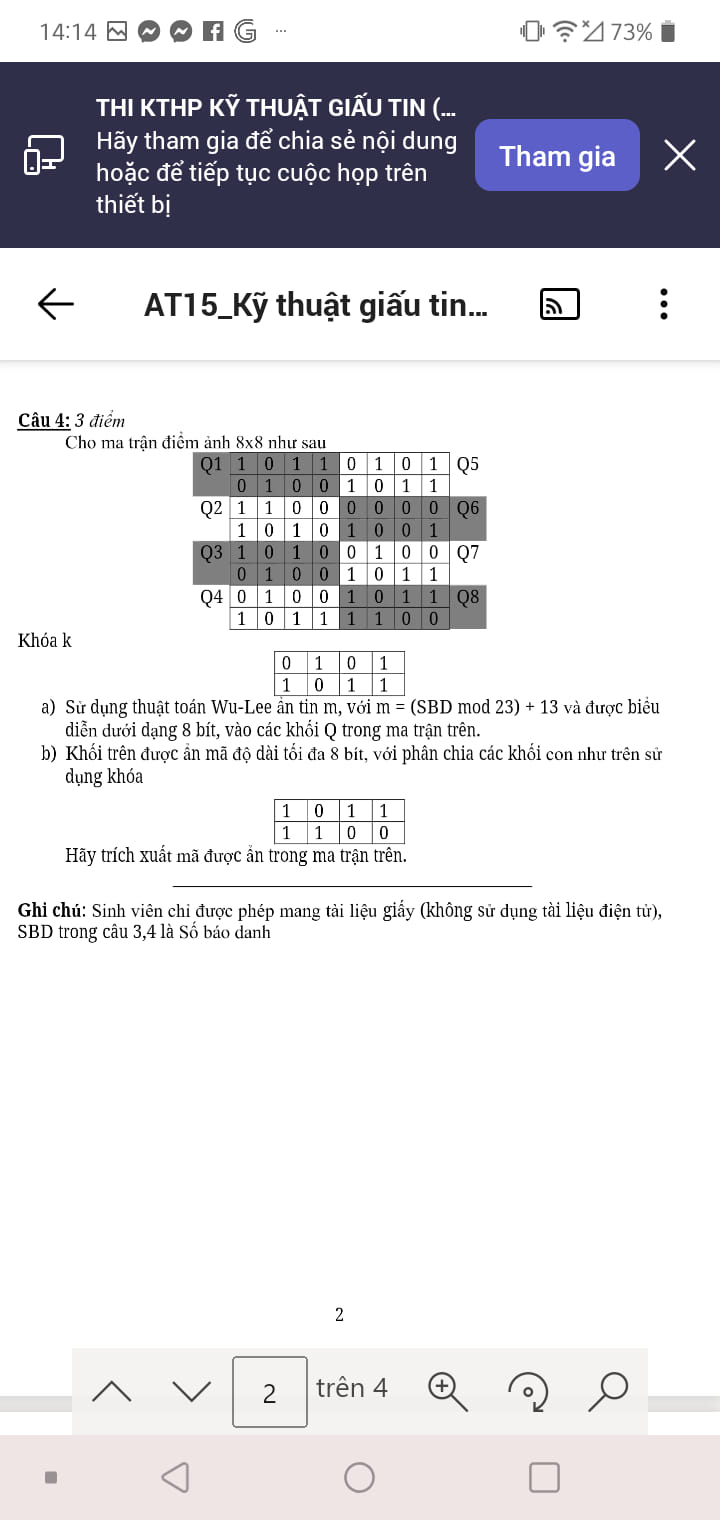 14:14 ... 73%
THI KTHP KỸ THUẬT GIẤU TIN (...
Hãy tham gia để chia sẻ nội dung
hoặc để tiếp tục cuộc họp trên
thiết bị
Tham gia
AT15_Kỹ thuật giấu tin...
Câu 4: 3 điểm
Cho ma trận điểm ảnh 8x8 như sau
Q1 1 0 1 1 0 1 0 1 Q5
0 1 0 0 1 0 1 1
Q2 1 1 0 0 0 0 0 0 Q6
1 0 1 0 1 0 0 1
Q3 1 0 1 0 0 1 0 0 Q7
0 1 0 0 1 0 1 1
Q4 0 1 0 0 1 0 1 1 Q8
1 0 1 1 1 1 0 0
Khóa k
0 1 0 1
1 0 1 1
a) Sử dụng thuật toán Wu-Lee ẩn tin m, với m = (SBD mod 23) + 13 và được biểu
diễn dưới dạng 8 bít, vào các khối Q trong ma trận trên.
b) Khối trên được ẩn mã độ dài tối đa 8 bít, với phân chia các khối con như trên sử
dụng khóa
1 0 1 1
1 1 0 0
Hãy trích xuất mã được ẩn trong ma trận trên.
Ghi chú: Sinh viên chỉ được phép mang tài liệu giấy (không sử dụng tài liệu điện tử),
SBD trong câu 3,4 là Số báo danh
2
2 trên 4